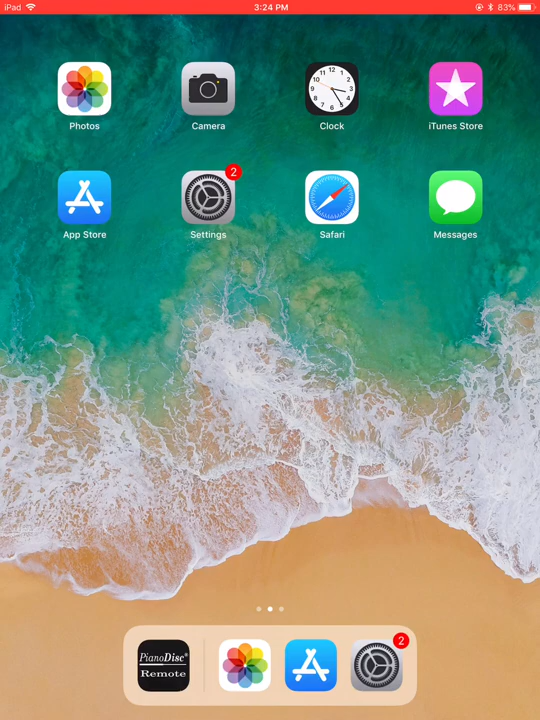 iPad 3:24 PM 83%
Photos Camera Clock iTunes Store
2
App Store Settings Safari Messages
2
PianoDisc®
Remote